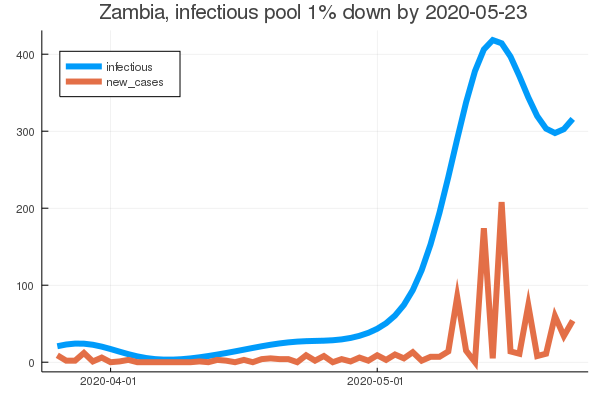 Zambia, infectious pool 1% down by 2020-05-23
400
infectious
new_cases
300
200
100
0
2020-04-01
2020-05-01